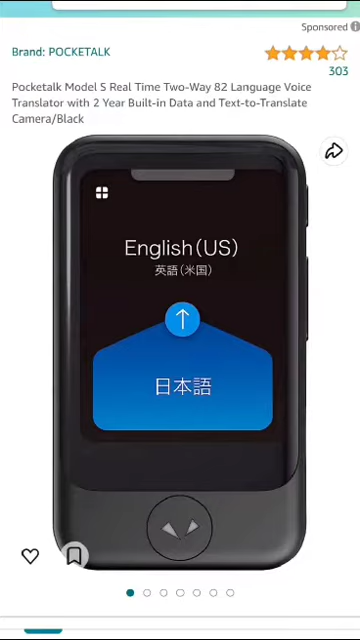 Sponsored
Brand: POCKETALK
303
Pocketalk Model S Real Time Two-Way 82 Language Voice
Translator with 2 Year Built-in Data and Text-to-Translate
Camera/Black
English(US)
英語(米国)
日本語